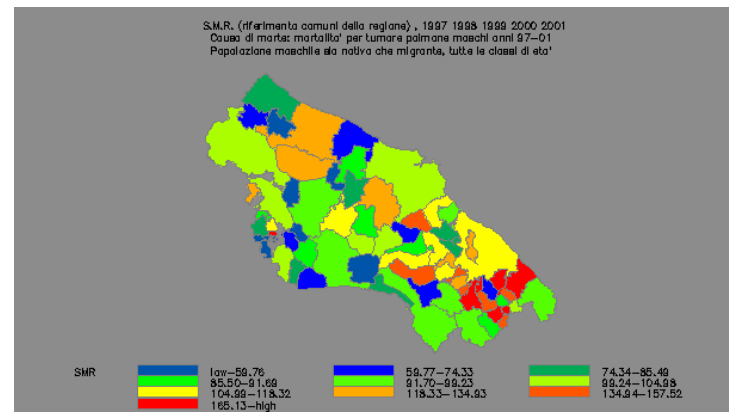 S.M.R. (riferimento comuni della regione) , 1997 1998 1999 2000 2001
Causa di morte: mortalita' per tumore polmone maschi anni 97-01
Popolazione maschile sia nativa che migrante, tutte le classi di eta'
SMR low-59.76 59.77-74.33 74.34-85.49
85.50-91.69 91.70-99.23 99.24-104.98
104.99-118.32 118.33-134.93 134.94-157.52
165.13-high